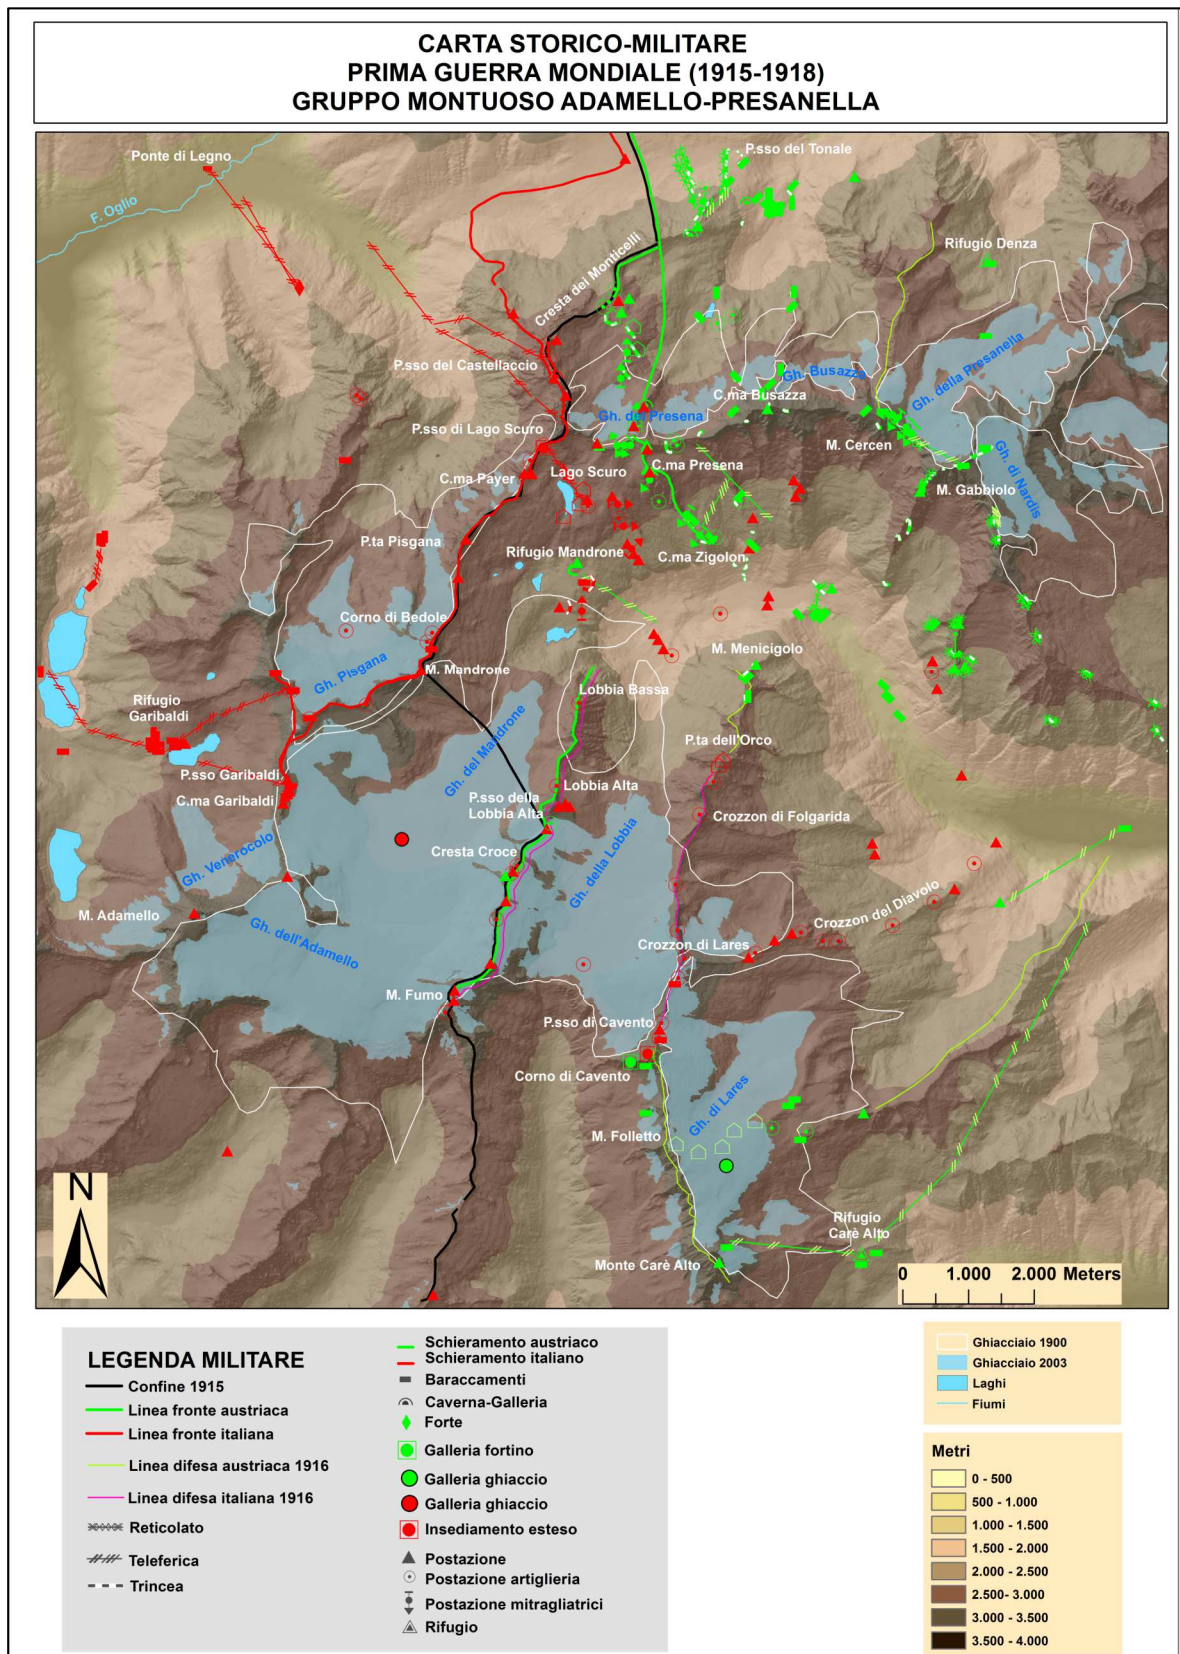 CARTA STORICO-MILITARE
PRIMA GUERRA MONDIALE (1915-1918)
GRUPPO MONTUOSO ADAMELLO-PRESANELLA
Ponte di Legno
P.sso del Tonale
F. Oglio
Rifugio Denza
Cresta dei Monticelli
P.sso del Castellaccio
Gh. Busazza
Gh. della Presanella
C.ma Busazza
Gh. del Presena
P.sso di Lago Scuro
M. Cercen
C.ma Payer
Lago Scuro
C.ma Presena
M. Gabbiolo
Gh. di Nardis
P.ta Pisgana
Rifugio Mandrone
C.ma Zigolon
Corno di Bedole
Gh. Pisgana
M. Mandrone
M. Menicigolo
Lobbia Bassa
Rifugio
Garibaldi
Gh. del Mandrone
P.ta dell'Orco
P.sso Garibaldi
C.ma Garibaldi
Lobbia Alta
P.sso della
Lobbia Alta
Crozzon di Folgarida
Cresta Croce
Gh. Venerocolo
Gh. della Lobbia
M. Adamello
Gh. dell'Adamello
Crozzon del Diavolo
Crozzon di Lares
M. Fumo
P.sso di Cavento
Corno di Cavento
Gh. di Lares
M. Folletto
N
Rifugio
Carè Alto
Monte Carè Alto
0 1.000 2.000 Meters
LEGENDA MILITARE
Confine 1915
Linea fronte austriaca
Linea fronte italiana
Linea difesa austriaca 1916
Linea difesa italiana 1916
Reticolato
Teleferica
Trincea
Schieramento austriaco
Schieramento italiano
Baraccamenti
Caverna-Galleria
Forte
Galleria fortino
Galleria ghiaccio
Galleria ghiaccio
Insediamento esteso
Postazione
Postazione artiglieria
Postazione mitragliatrici
Rifugio
Ghiacciaio 1900
Ghiacciaio 2003
Laghi
Fiumi
Metri
0 - 500
500 - 1.000
1.000 - 1.500
1.500 - 2.000
2.000 - 2.500
2.500- 3.000
3.000 - 3.500
3.500 - 4.000